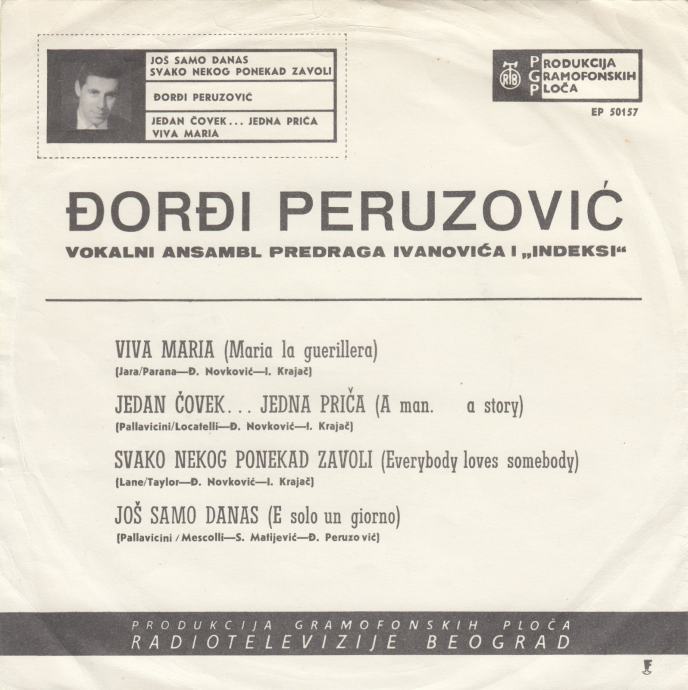 JOŠ SAMO DANAS
SVAKO NEKOG PONEKAD ZAVOLI
ĐORĐI PERUZOVIĆ
JEDAN ČOVEK... JEDNA PRIČA
VIVA MARIA
RTB
PGP
PRODUKCIJA
GRAMOFONSKIH
PLOČA
EP 50157
ĐORĐI PERUZOVIĆ
VOKALNI ANSAMBL PREDRAGA IVANOVIĆA I „INDEKSI“
VIVA MARIA (Maria la guerillera)
(Jara/Parana—Đ. Novković—I. Krajač)
JEDAN ČOVEK... JEDNA PRIČA (A man. a story)
(Pallavicini/Locatelli—Đ. Novković—I. Krajač)
SVAKO NEKOG PONEKAD ZAVOLI (Everybody loves somebody)
(Lane/Taylor—Đ. Novković—I. Krajač)
JOŠ SAMO DANAS (E solo un giorno)
(Pallavicini/Mescolli—S. Matijević—Đ. Peruzović)
PRODUKCIJA GRAMOFONSKIH PLOČA
RADIOTELEVIZIJE BEOGRAD